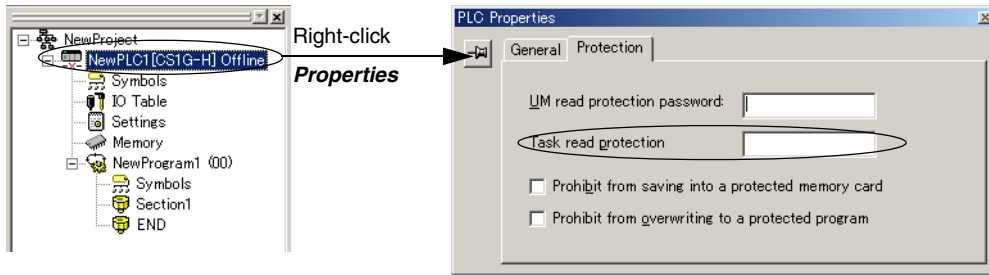 NewProject
NewPLC1[CS1G-H] Offline
Symbols
IO Table
Settings
Memory
NewProgram1 (00)
Symbols
Section1
END
Right-click
Properties
PLC Properties
General
Protection
UM read protection password:
Task read protection
Prohibit from saving into a protected memory card
Prohibit from overwriting to a protected program